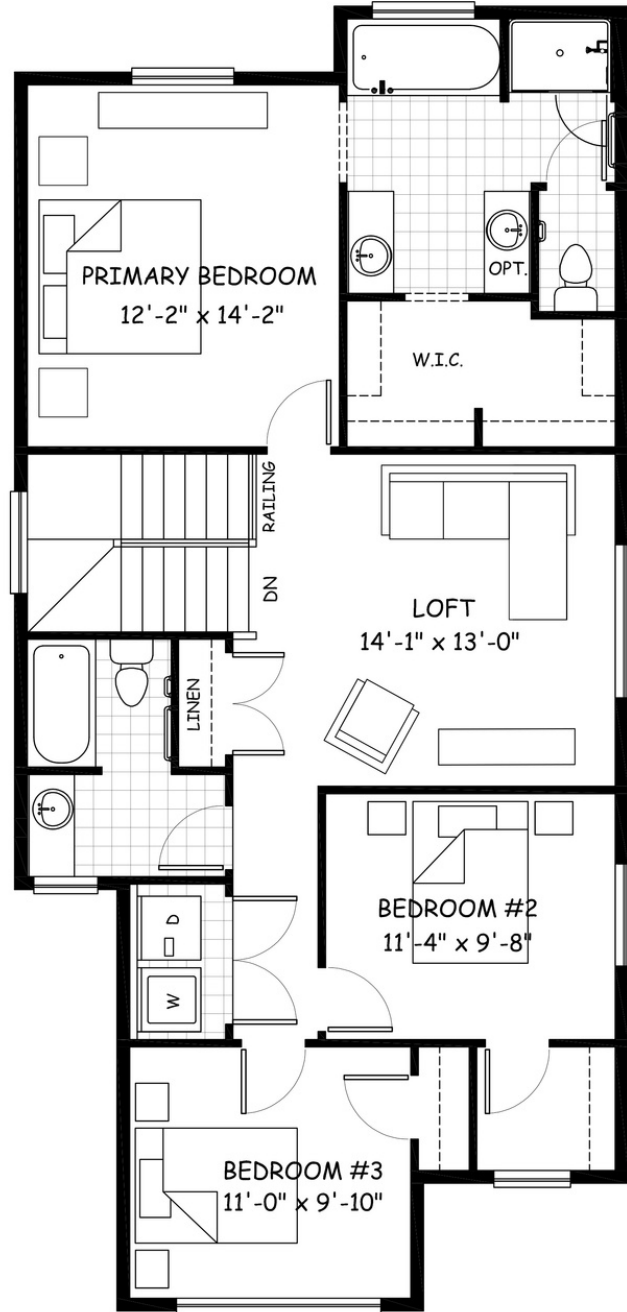 OPT.
PRIMARY BEDROOM
12'-2" x 14'-2"
W.I.C.
RAILING
DN
LOFT
14'-1" x 13'-0"
LINEN
BEDROOM #2
11'-4" x 9'-8"
D
W
BEDROOM #3
11'-0" x 9'-10"